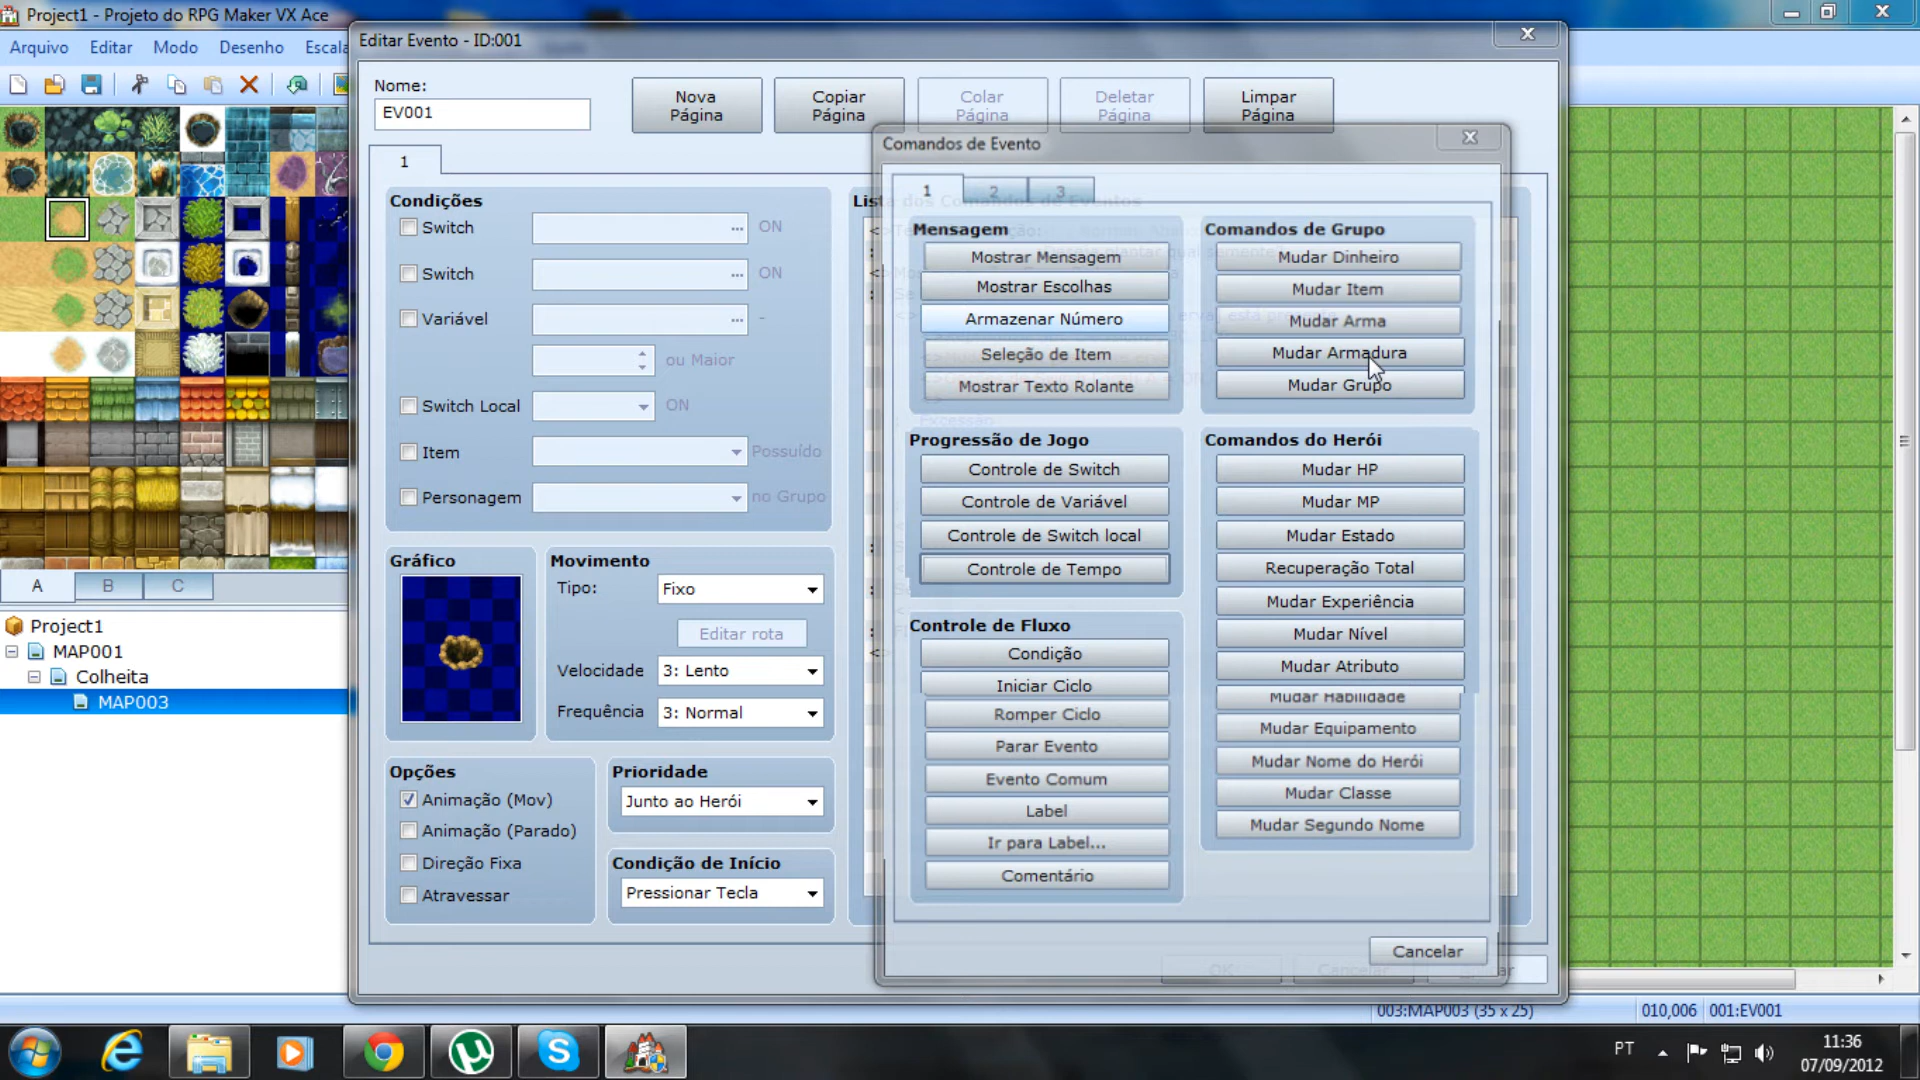 Project1 - Projeto do RPG Maker VX Ace
Arquivo Editar Modo Desenho Escala
Editar Evento - ID:001
Nome:
EV001
Nova Página
Copiar Página
Colar Página
Deletar Página
Limpar Página
1
Condições
Switch ... ON
Switch ... ON
Variável ... -
ou Maior
Switch Local ON
Item Possuído
Personagem no Grupo
Gráfico
Movimento
Tipo: Fixo
Editar rota
Velocidade 3: Lento
Frequência 3: Normal
Opções
Animação (Mov)
Animação (Parado)
Direção Fixa
Atravessar
Prioridade
Junto ao Herói
Condição de Início
Pressionar Tecla
Lista dos Comandos de Eventos
Comandos de Evento
1 2 3
Mensagem
Mostrar Mensagem
Mostrar Escolhas
Armazenar Número
Seleção de Item
Mostrar Texto Rolante
Progressão de Jogo
Controle de Switch
Controle de Variável
Controle de Switch local
Controle de Tempo
Controle de Fluxo
Condição
Iniciar Ciclo
Romper Ciclo
Parar Evento
Evento Comum
Label
Ir para Label...
Comentário
Comandos de Grupo
Mudar Dinheiro
Mudar Item
Mudar Arma
Mudar Armadura
Mudar Grupo
Comandos do Herói
Mudar HP
Mudar MP
Mudar Estado
Recuperação Total
Mudar Experiência
Mudar Nível
Mudar Atributo
Mudar Habilidade
Mudar Equipamento
Mudar Nome do Herói
Mudar Classe
Mudar Segundo Nome
Cancelar
OK Cancelar
A B C
Project1
MAP001
Colheita
MAP003
003:MAP003 (35 x 25) 010,006 001:EV001
PT
11:36
07/09/2012